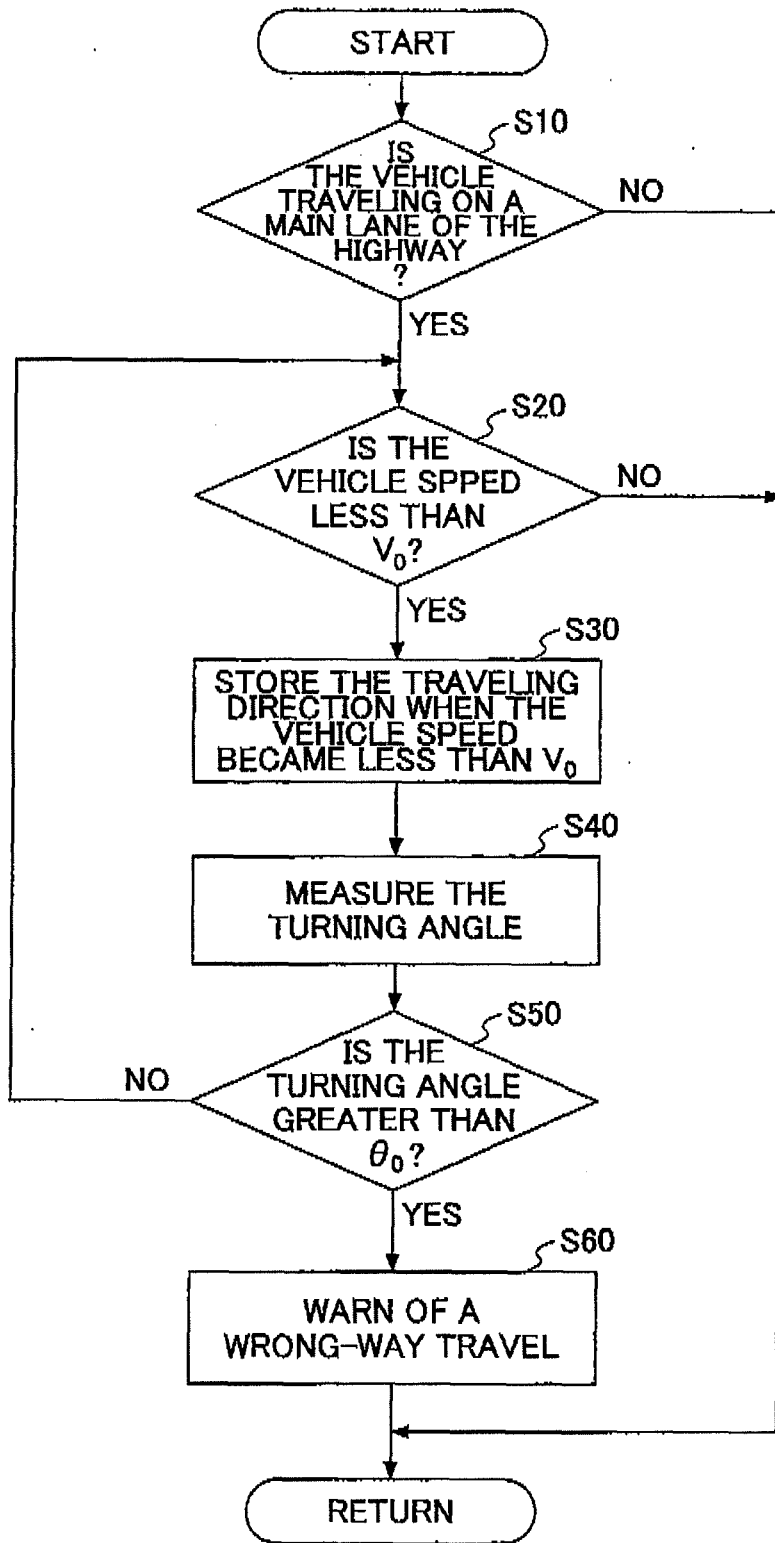 START
S10
IS
THE VEHICLE
TRAVELING ON A
MAIN LANE OF THE
HIGHWAY
?
NO
YES
S20
IS THE
VEHICLE SPPED
LESS THAN
V₀?
NO
YES
S30
STORE THE TRAVELING
DIRECTION WHEN THE
VEHICLE SPEED
BECAME LESS THAN V₀
S40
MEASURE THE
TURNING ANGLE
S50
IS THE
TURNING ANGLE
GREATER THAN
θ₀?
NO
YES
S60
WARN OF A
WRONG-WAY TRAVEL
RETURN